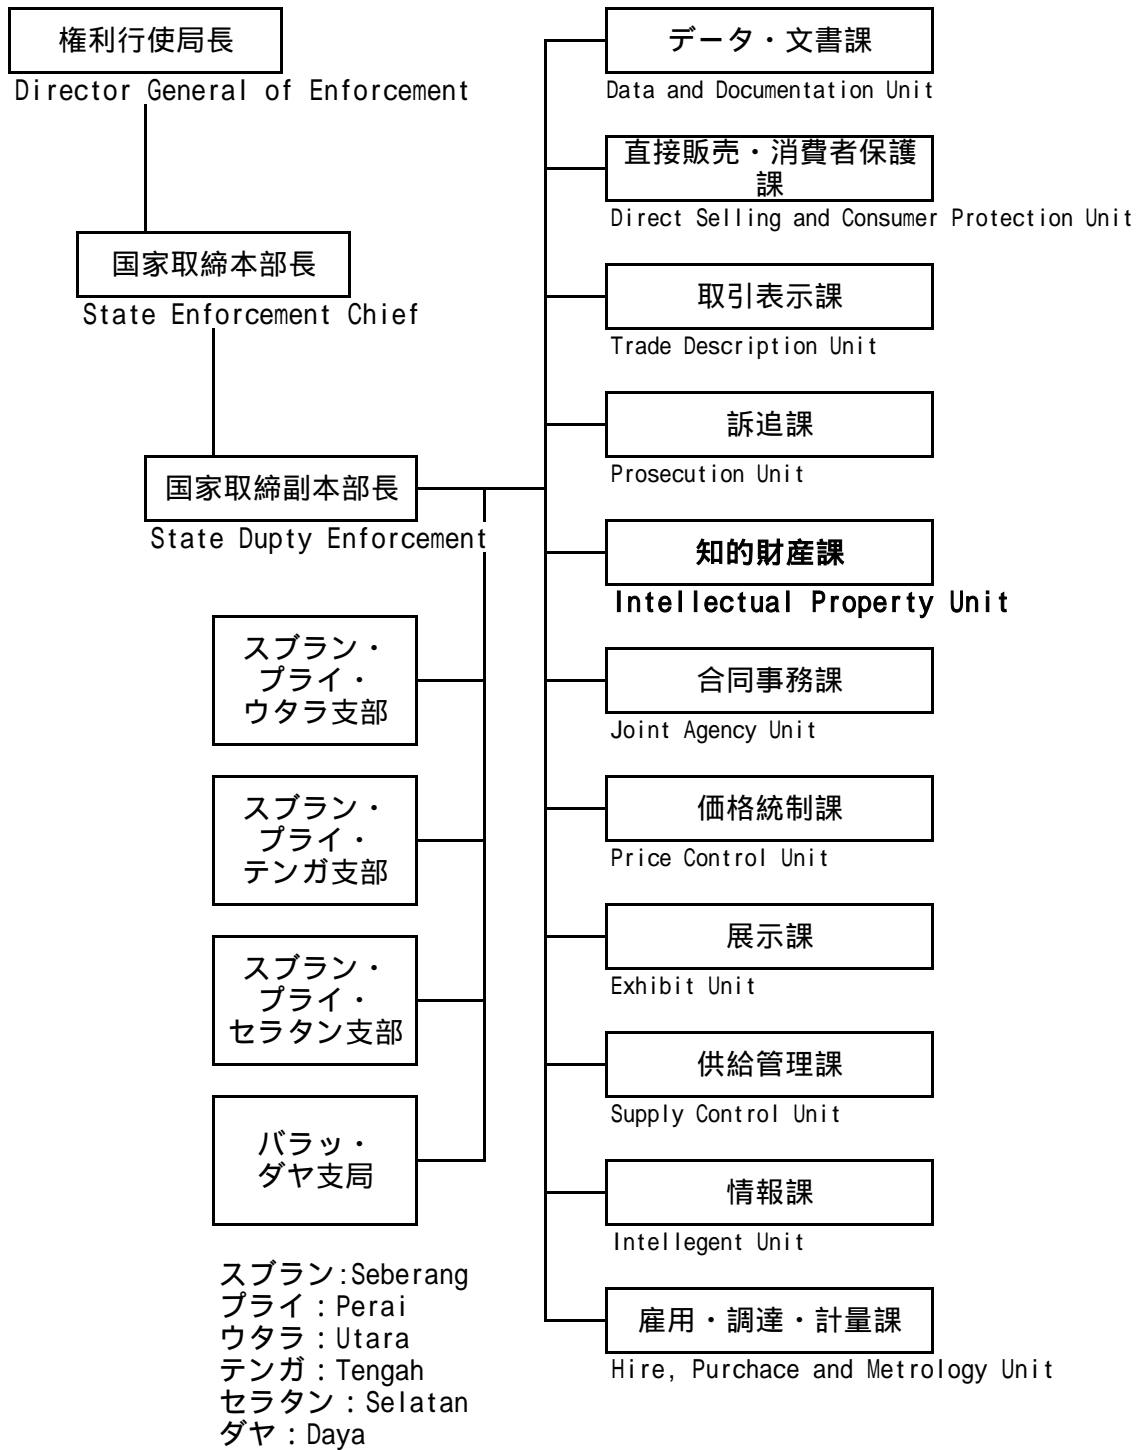 権利行使局長
Director General of Enforcement
国家取締本部長
State Enforcement Chief
国家取締副本部長
State Dupty Enforcement
スブラン・
プライ・
ウタラ支部
スブラン・
プライ・
テンガ支部
スブラン・
プライ・
セラタン支部
バラッ・
ダヤ支局
スブラン:Seberang
プライ：Perai
ウタラ：Utara
テンガ：Tengah
セラタン：Selatan
ダヤ：Daya
データ・文書課
Data and Documentation Unit
直接販売・消費者保護
課
Direct Selling and Consumer Protection Unit
取引表示課
Trade Description Unit
訴追課
Prosecution Unit
知的財産課
Intellectual Property Unit
合同事務課
Joint Agency Unit
価格統制課
Price Control Unit
展示課
Exhibit Unit
供給管理課
Supply Control Unit
情報課
Intellegent Unit
雇用・調達・計量課
Hire, Purchace and Metrology Unit